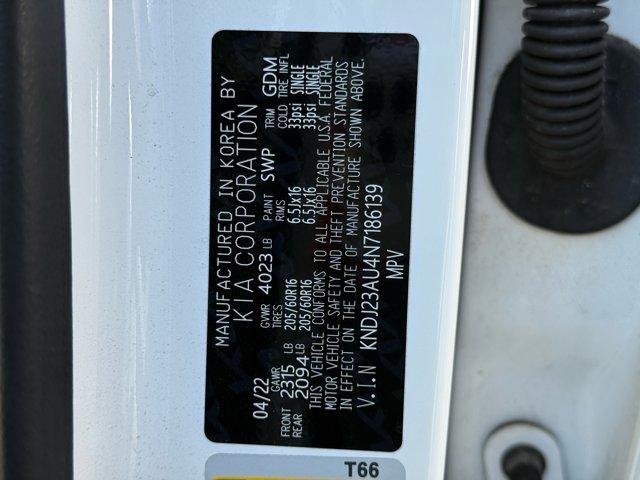 MANUFACTURED IN KOREA BY
KIA CORPORATION
04/22 GVWR 4023 LB PAINT SWP TRIM GDM
GAWR TIRES RIMS COLD TIRE INFL
FRONT 2315 LB 205/60R16 6.5Jx16 33psi SINGLE
REAR 2094 LB 205/60R16 6.5Jx16 33psi SINGLE
THIS VEHICLE CONFORMS TO ALL APPLICABLE U.S.A. FEDERAL
MOTOR VEHICLE SAFETY AND THEFT PREVENTION STANDARDS
IN EFFECT ON THE DATE OF MANUFACTURE SHOWN ABOVE.
V.I.N KNDJ23AU4N7186139
MPV
T66